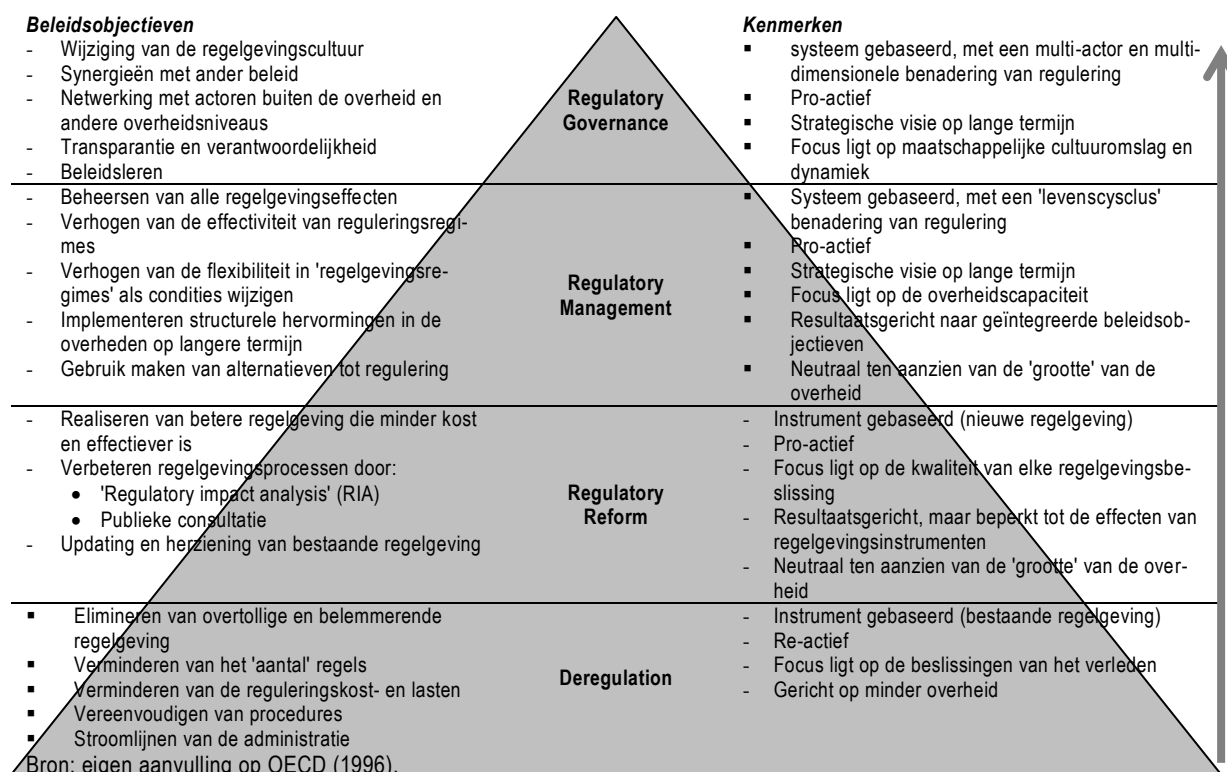 Beleidsobjectieven
- Wijziging van de regelgevingscultuur
- Synergieën met ander beleid
- Netwerking met actoren buiten de overheid en
andere overheidsniveaus
- Transparantie en verantwoordelijkheid
- Beleidsleren
Regulatory
Governance
Kenmerken
▪ systeem gebaseerd, met een multi-actor en multi-
dimensionele benadering van regulering
▪ Pro-actief
▪ Strategische visie op lange termijn
▪ Focus ligt op maatschappelijke cultuuromslag en
dynamiek
- Beheersen van alle regelgevingseffecten
- Verhogen van de effectiviteit van reguleringsregi-
mes
- Verhogen van de flexibiliteit in 'regelgevingsre-
gimes' als condities wijzigen
- Implementeren structurele hervormingen in de
overheden op langere termijn
- Gebruik maken van alternatieven tot regulering
Regulatory
Management
▪ Systeem gebaseerd, met een 'levenscysclus'
benadering van regulering
▪ Pro-actief
▪ Strategische visie op lange termijn
▪ Focus ligt op de overheidscapaciteit
▪ Resultaatsgericht naar geïntegreerde beleidsob-
jectieven
▪ Neutraal ten aanzien van de 'grootte' van de
overheid
- Realiseren van betere regelgeving die minder kost
en effectiever is
- Verbeteren regelgevingsprocessen door:
• 'Regulatory impact analysis' (RIA)
• Publieke consultatie
- Updating en herziening van bestaande regelgeving
Regulatory
Reform
- Instrument gebaseerd (nieuwe regelgeving)
- Pro-actief
- Focus ligt op de kwaliteit van elke regelgevingsbe-
slissing
- Resultaatsgericht, maar beperkt tot de effecten van
regelgevingsinstrumenten
- Neutraal ten aanzien van de 'grootte' van de over-
heid
▪ Elimineren van overtollige en belemmerende
regelgeving
▪ Verminderen van het 'aantal' regels
▪ Verminderen van de reguleringskost- en lasten
▪ Vereenvoudigen van procedures
▪ Stroomlijnen van de administratie
Deregulation
- Instrument gebaseerd (bestaande regelgeving)
- Re-actief
- Focus ligt op de beslissingen van het verleden
- Gericht op minder overheid
Bron: eigen aanvulling op OECD (1996).